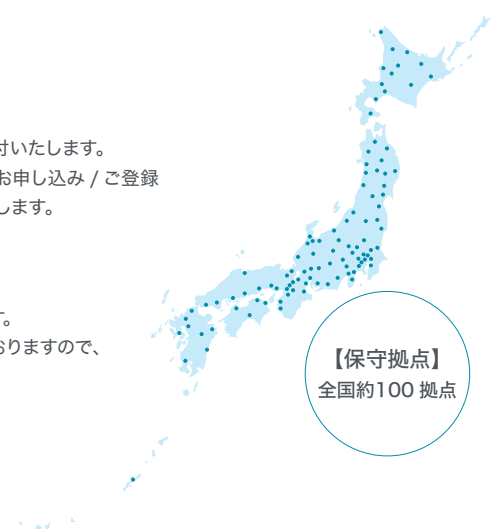 付いたします。
お申し込み / ご登録
します。
す。
おりますので、
【保守拠点】
全国約100 拠点